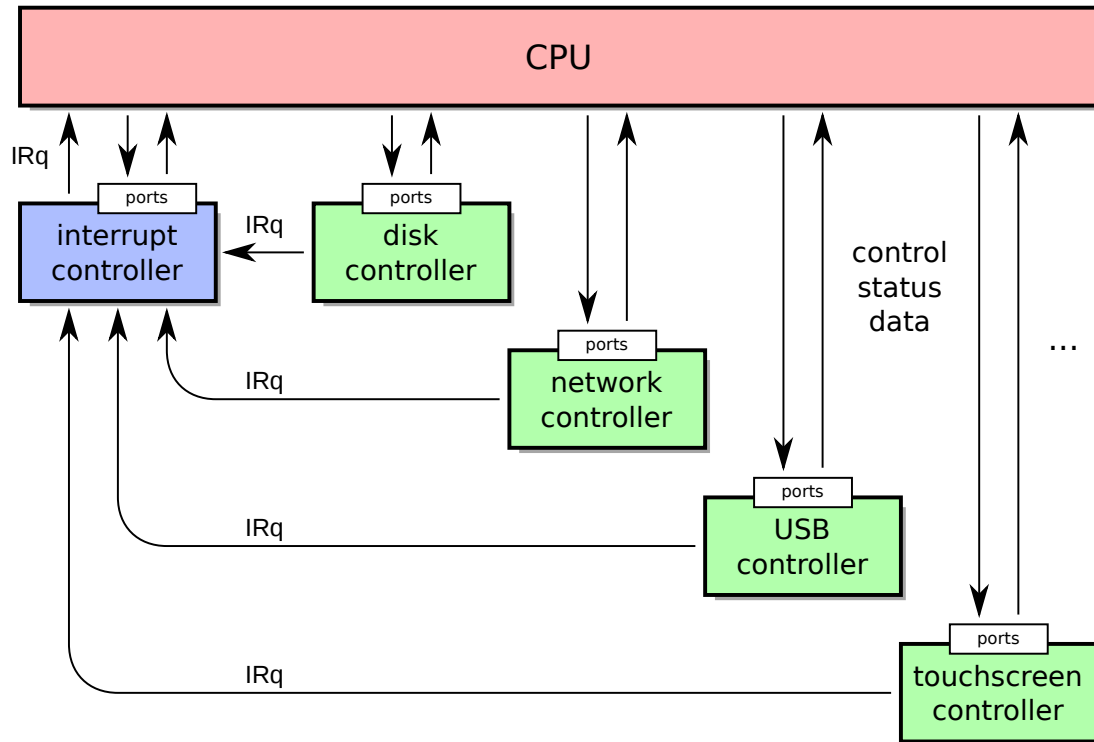 CPU
IRq
ports
interrupt
controller
IRq
ports
disk
controller
control
status
data
...
ports
network
controller
IRq
ports
USB
controller
IRq
ports
touchscreen
controller
IRq